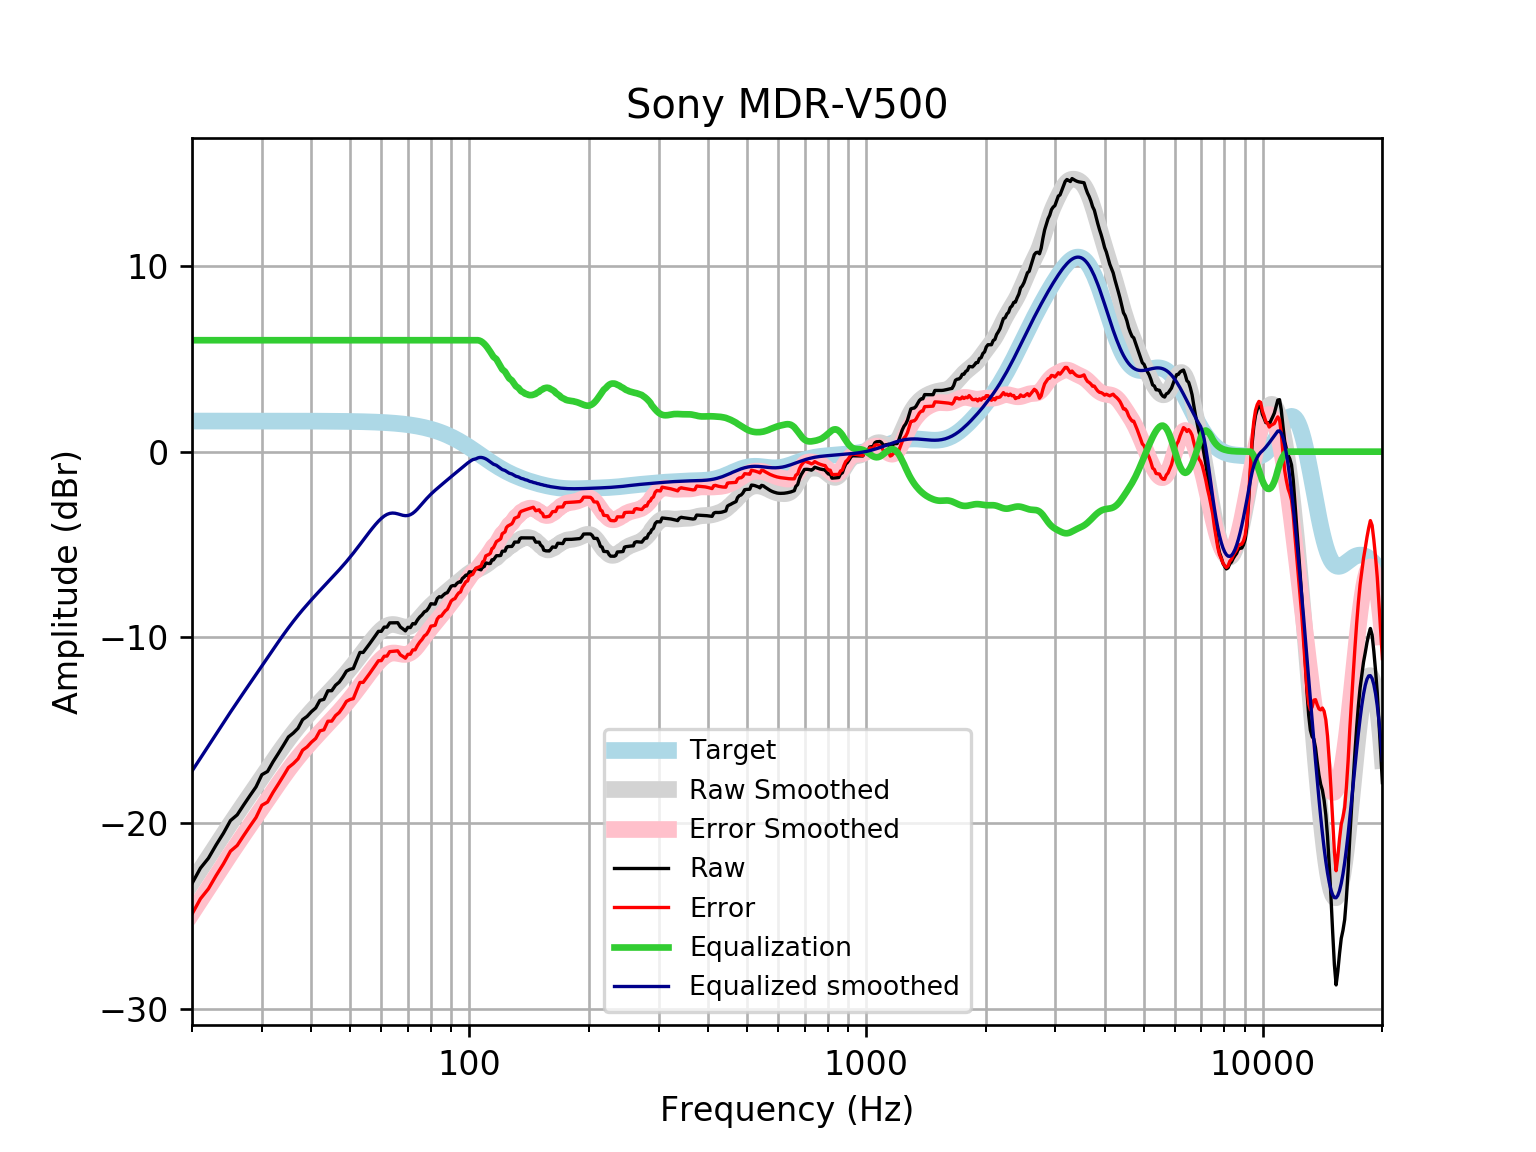 Sony MDR-V500
Amplitude (dBr)
10
0
−10
−20
−30
Target
Raw Smoothed
Error Smoothed
Raw
Error
Equalization
Equalized smoothed
100
1000
10000
Frequency (Hz)